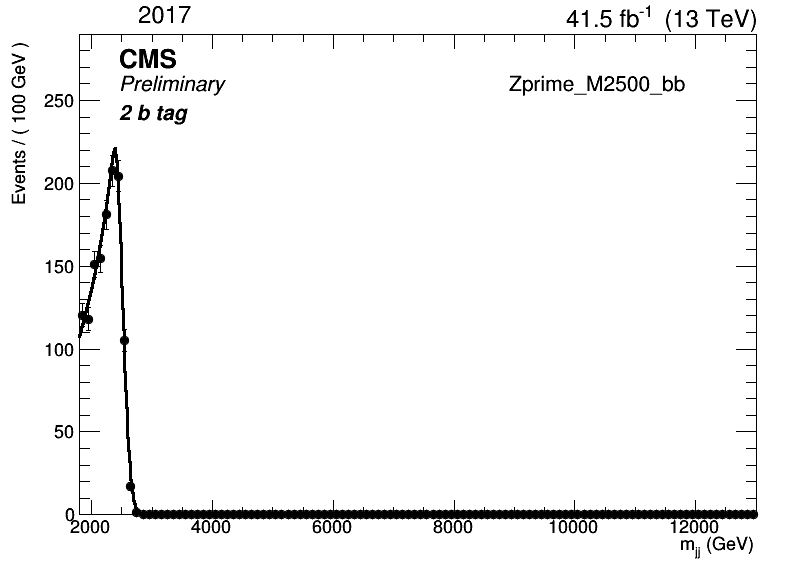 2017
41.5 fb⁻¹ (13 TeV)
CMS
Preliminary
2 b tag
Zprime_M2500_bb
Events / ( 100 GeV )
250
200
150
100
50
0
2000 4000 6000 8000 10000 12000
m_jj (GeV)